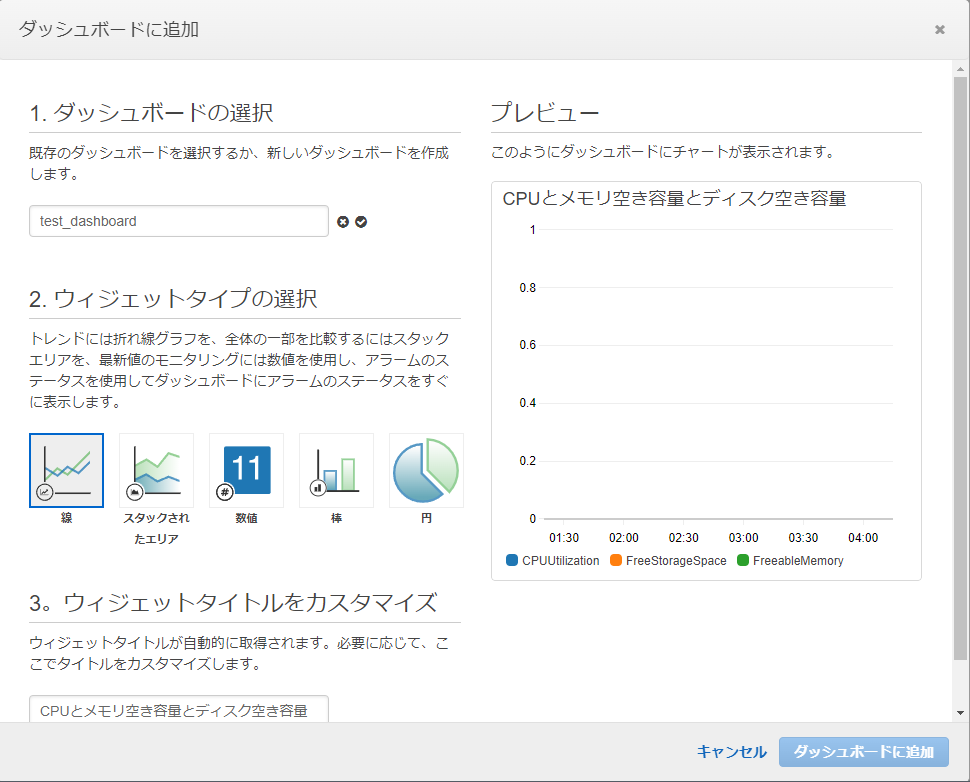 ダッシュボードに追加
1. ダッシュボードの選択
既存のダッシュボードを選択するか、新しいダッシュボードを作成
します。
test_dashboard
2. ウィジェットタイプの選択
トレンドには折れ線グラフを、全体の一部を比較するにはスタック
エリアを、最新値のモニタリングには数値を使用し、アラームのス
テータスを使用してダッシュボードにアラームのステータスをすぐ
に表示します。
11
#
線
スタックされ
たエリア
数値
棒
円
3。ウィジェットタイトルをカスタマイズ
ウィジェットタイトルが自動的に取得されます。必要に応じて、こ
こでタイトルをカスタマイズします。
CPUとメモリ空き容量とディスク空き容量
プレビュー
このようにダッシュボードにチャートが表示されます。
CPUとメモリ空き容量とディスク空き容量
1
0.8
0.6
0.4
0.2
0
01:30 02:00 02:30 03:00 03:30 04:00
CPUUtilization FreeStorageSpace FreeableMemory
キャンセル
ダッシュボードに追加